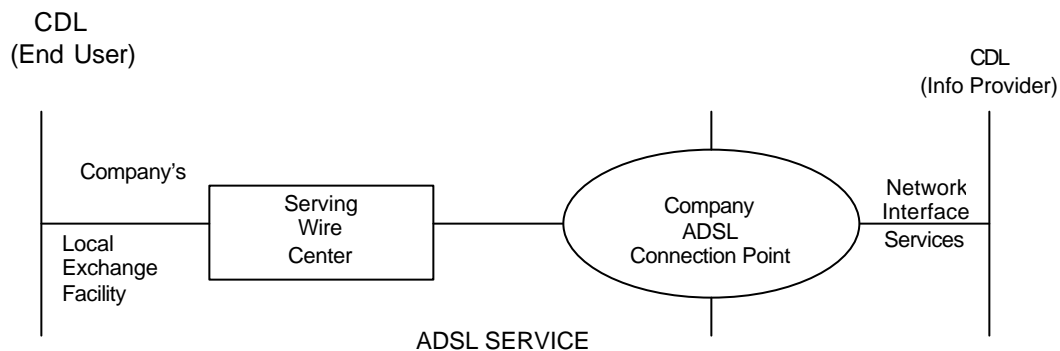 CDL
(End User)
CDL
(Info Provider)
Company's
Local
Exchange
Facility
Serving
Wire
Center
Company
ADSL
Connection Point
Network
Interface
Services
ADSL SERVICE